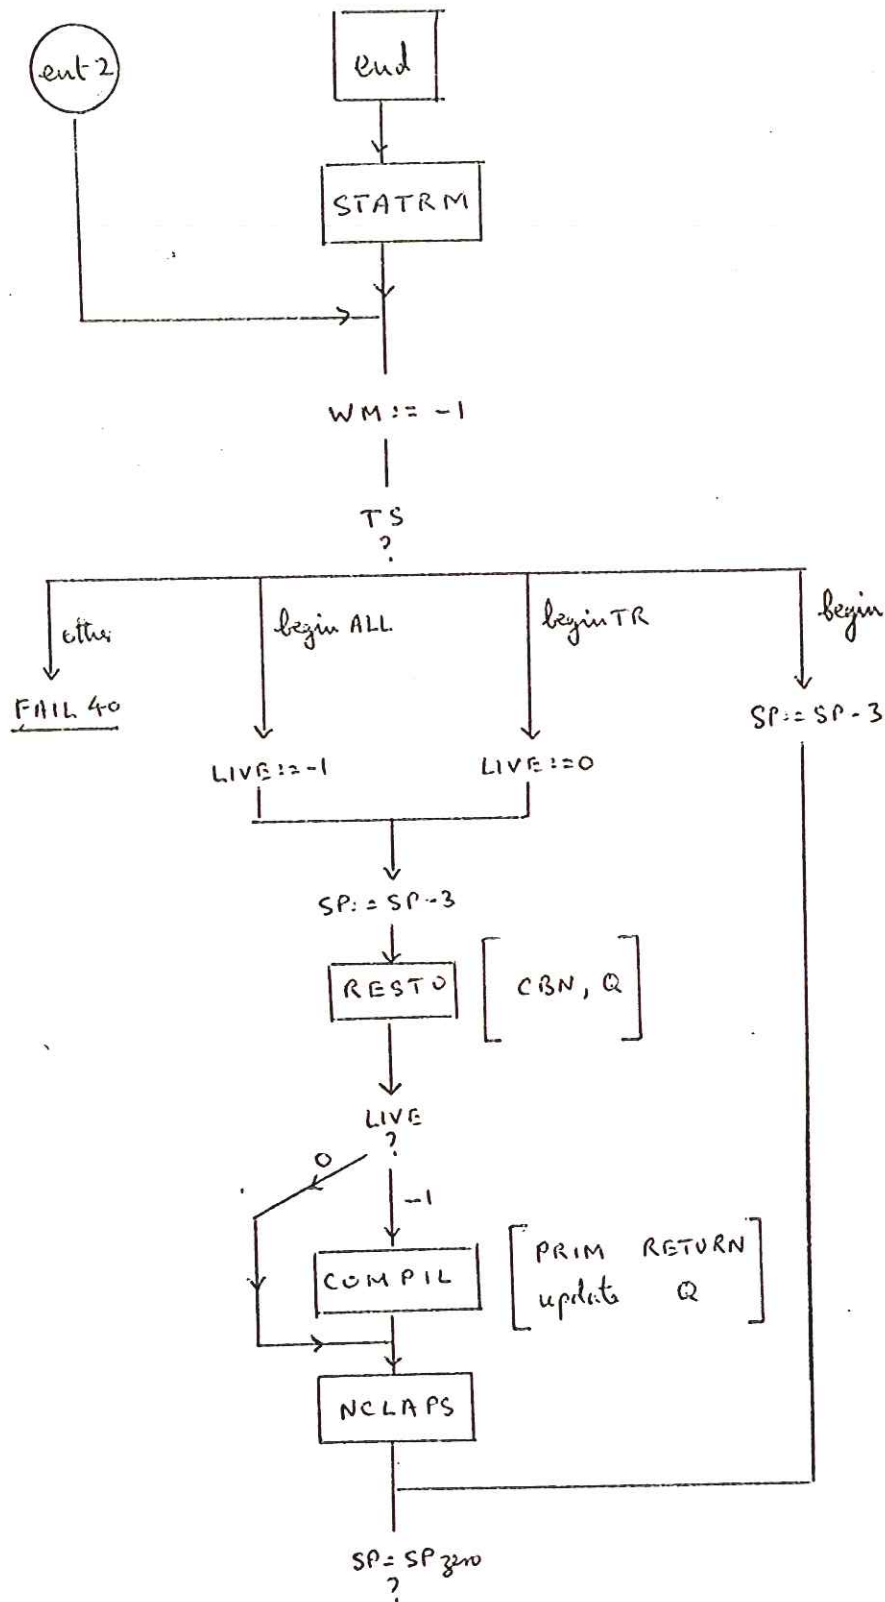 ent 2
end
STATRM
WM := -1
TS
?
other
begin ALL
begin TR
begin
FAIL 40
SP := SP-3
LIVE := -1
LIVE := 0
SP := SP-3
RESTO
CBN, Q
LIVE
?
0
-1
COMPIL
PRIM RETURN
update Q
NCLAPS
SP = SP zero
?